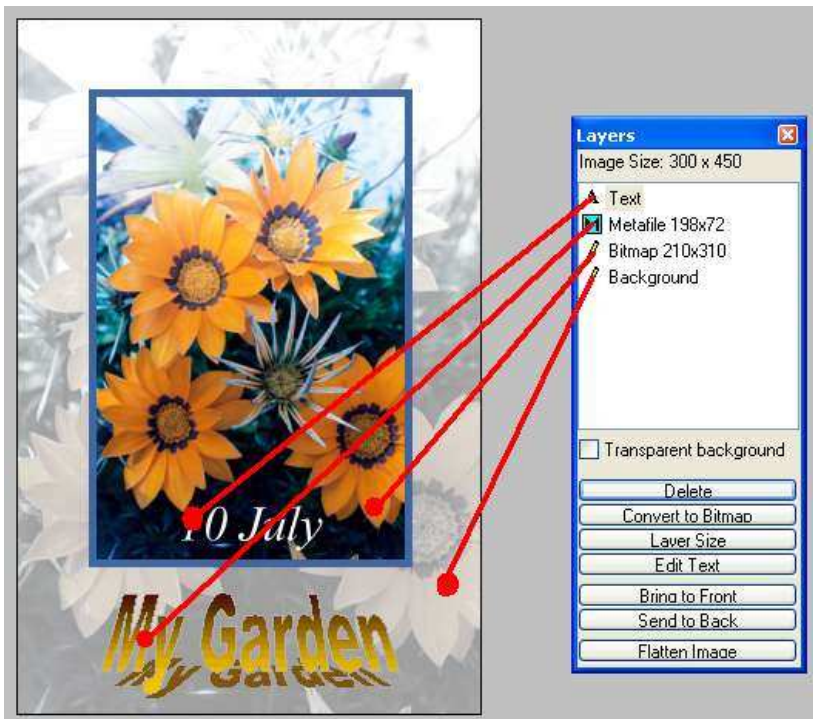 10 July
My Garden
Layers
Image Size: 300 x 450
Text
Metafile 198x72
Bitmap 210x310
Background
Transparent background
Delete
Convert to Bitmap
Layer Size
Edit Text
Bring to Front
Send to Back
Flatten Image